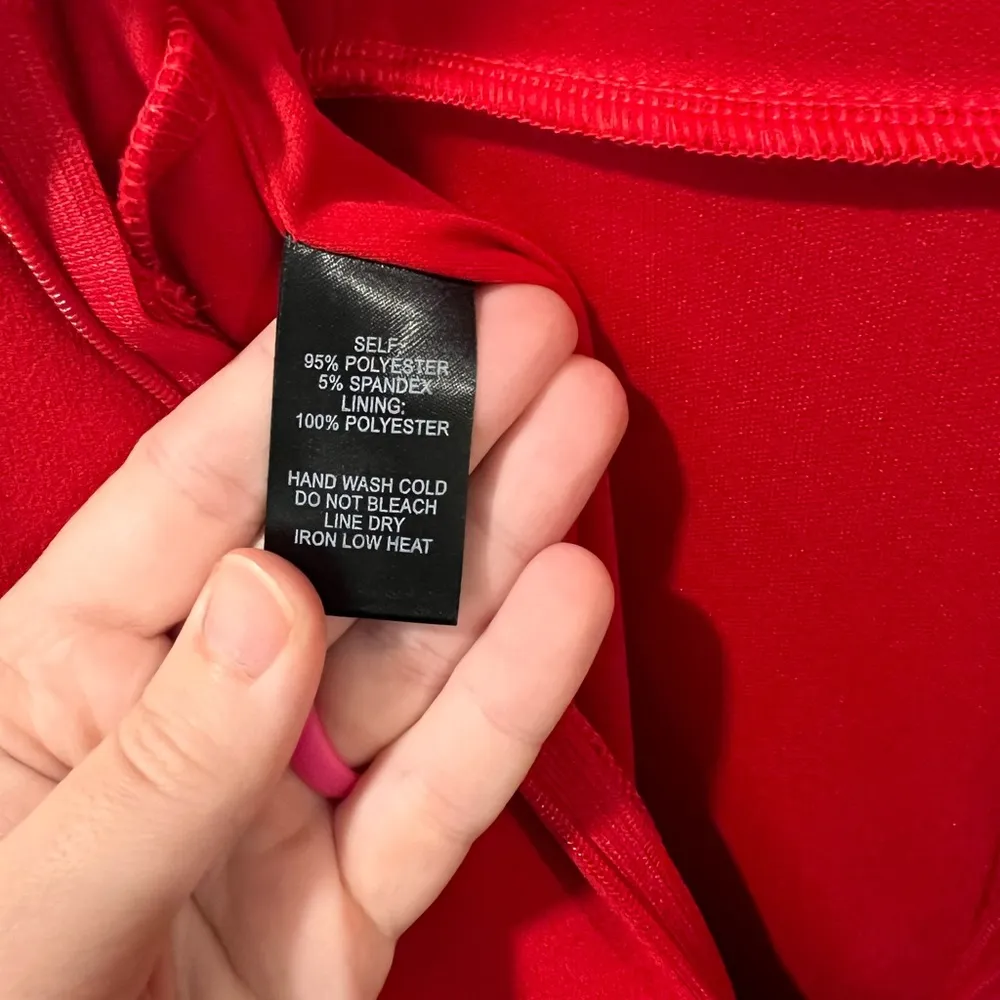 SELF:
95% POLYESTER
5% SPANDEX
LINING:
100% POLYESTER
HAND WASH COLD
DO NOT BLEACH
LINE DRY
IRON LOW HEAT